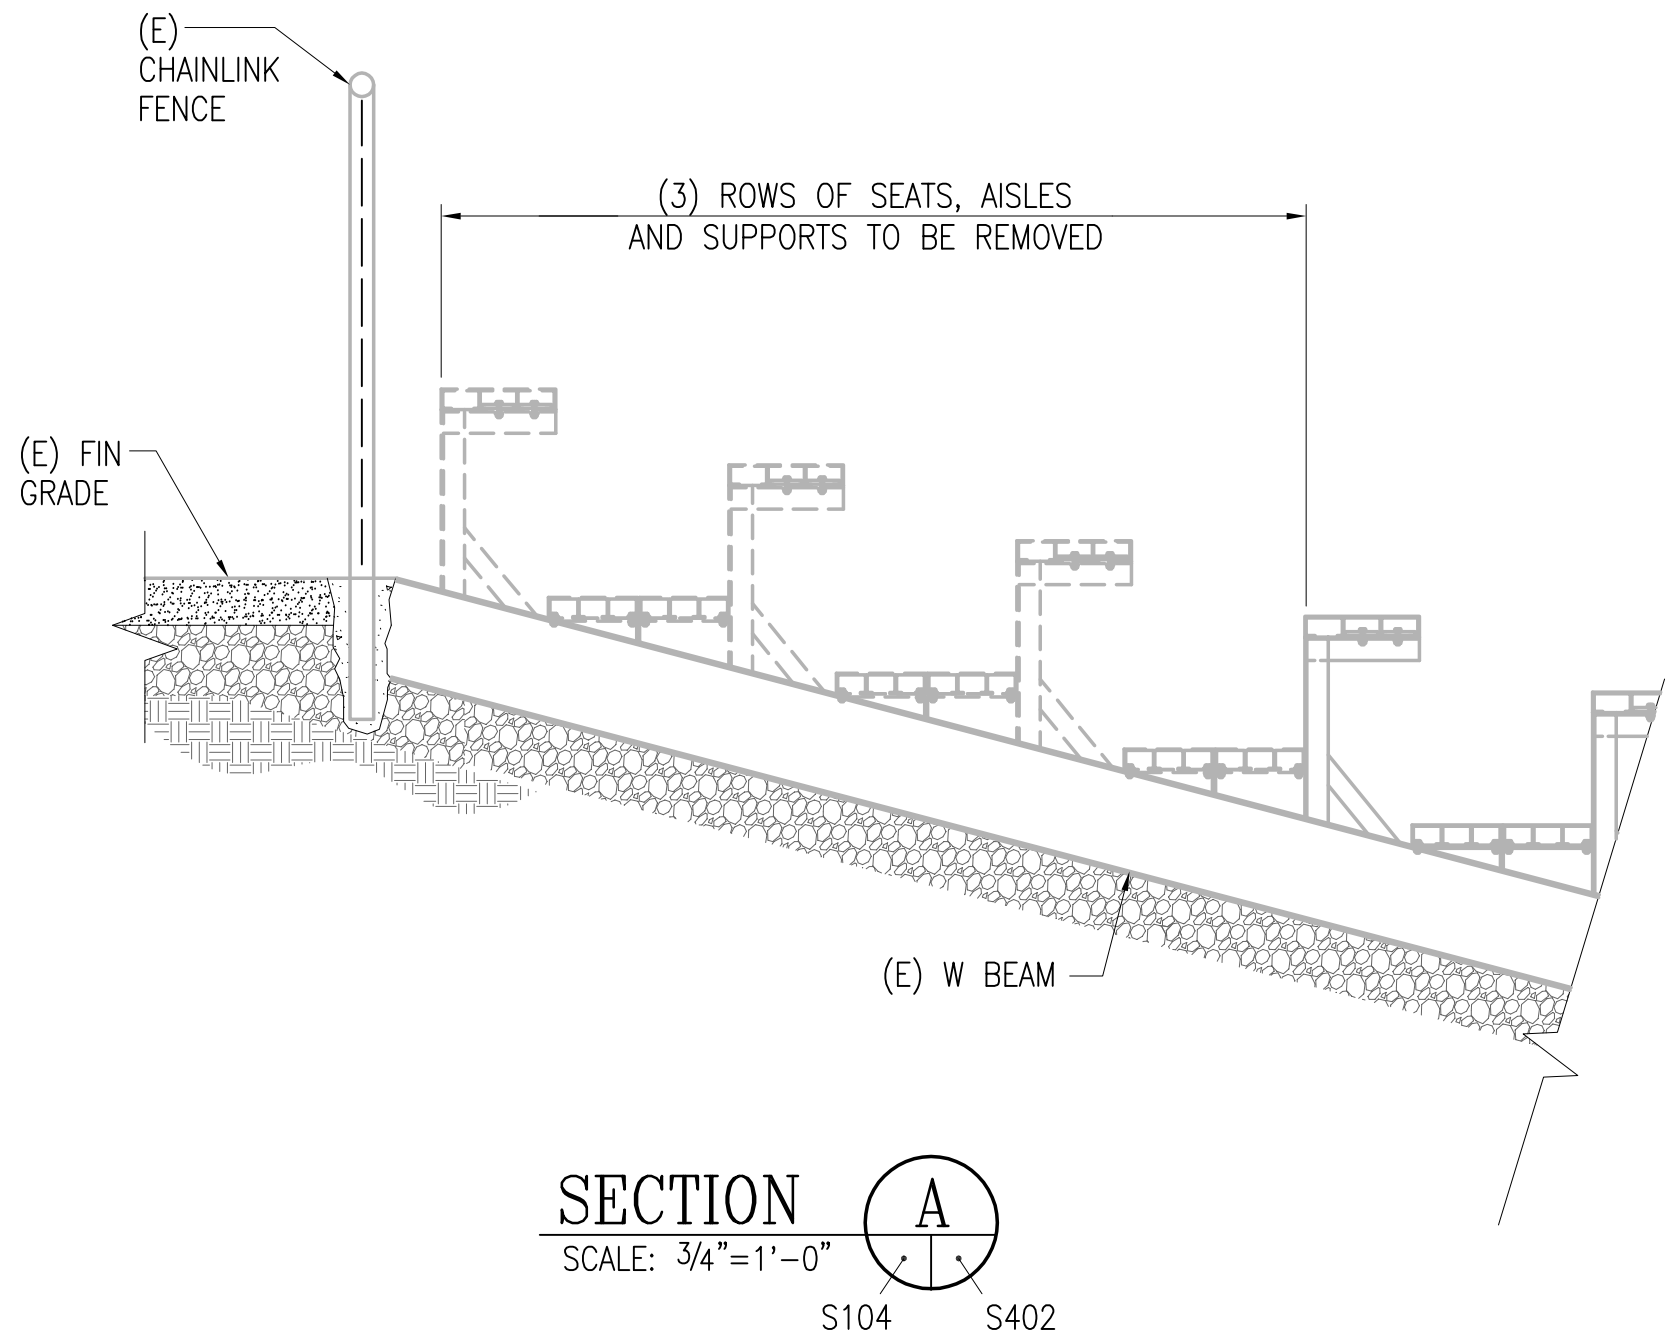 (E)
CHAINLINK
FENCE
(3) ROWS OF SEATS, AISLES
AND SUPPORTS TO BE REMOVED
(E) FIN
GRADE
(E) W BEAM
SECTION
A
SCALE: 3/4"=1'-0"
S104
S402